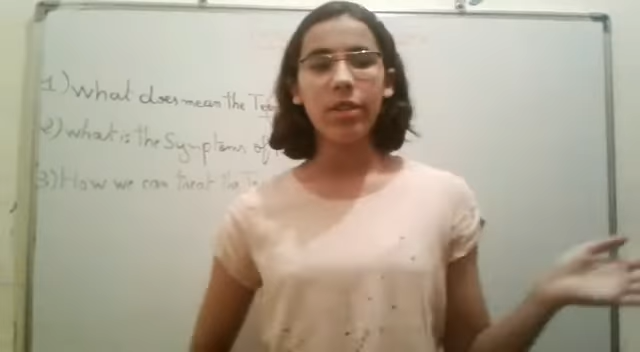 1) What does mean the
2) what is the Symptoms of
3) How we can treat the